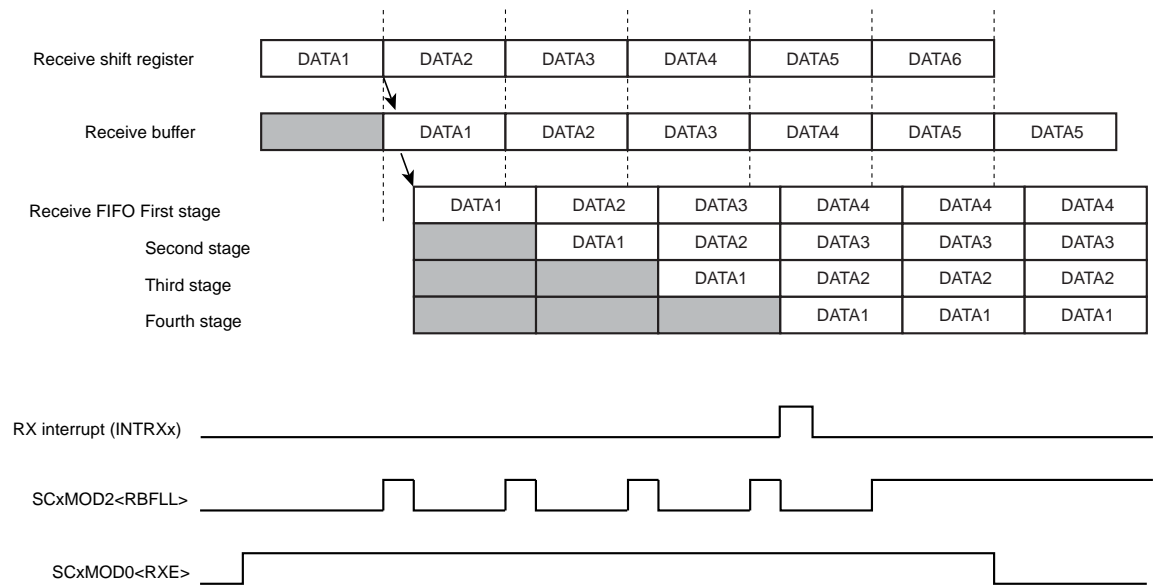 Receive shift register DATA1 DATA2 DATA3 DATA4 DATA5 DATA6
Receive buffer DATA1 DATA2 DATA3 DATA4 DATA5 DATA5
Receive FIFO First stage DATA1 DATA2 DATA3 DATA4 DATA4 DATA4
Second stage DATA1 DATA2 DATA3 DATA3 DATA3
Third stage DATA1 DATA2 DATA2 DATA2
Fourth stage DATA1 DATA1 DATA1
RX interrupt (INTRXx)
SCxMOD2<RBFLL>
SCxMOD0<RXE>